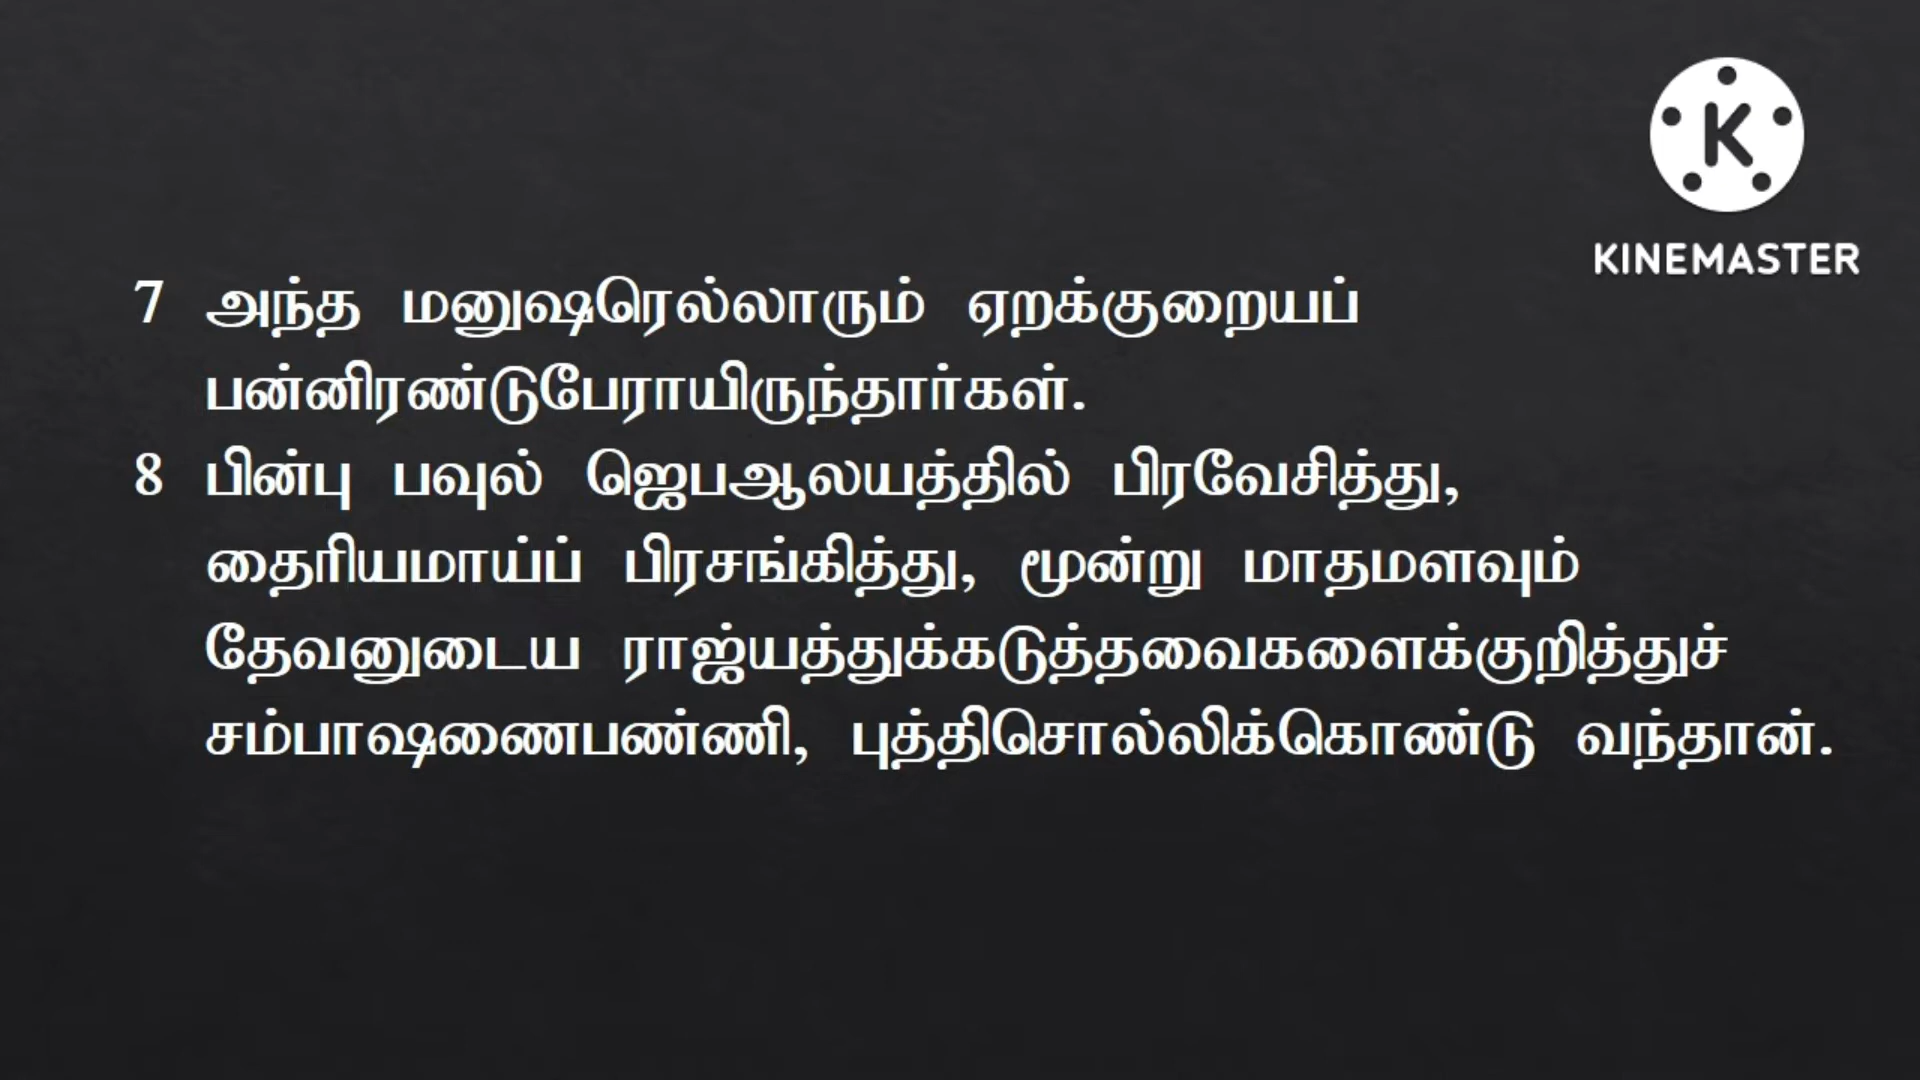 KINEMASTER
7 அந்த மனுஷரெல்லாரும் ஏறக்குறையப்
பன்னிரண்டுபேராயிருந்தார்கள்.
8 பின்பு பவுல் ஜெபஆலயத்தில் பிரவேசித்து,
தைரியமாய்ப் பிரசங்கித்து, மூன்று மாதமளவும்
தேவனுடைய ராஜ்யத்துக்கடுத்தவைகளைக்குறித்துச்
சம்பாஷணைபண்ணி, புத்திசொல்லிக்கொண்டு வந்தான்.